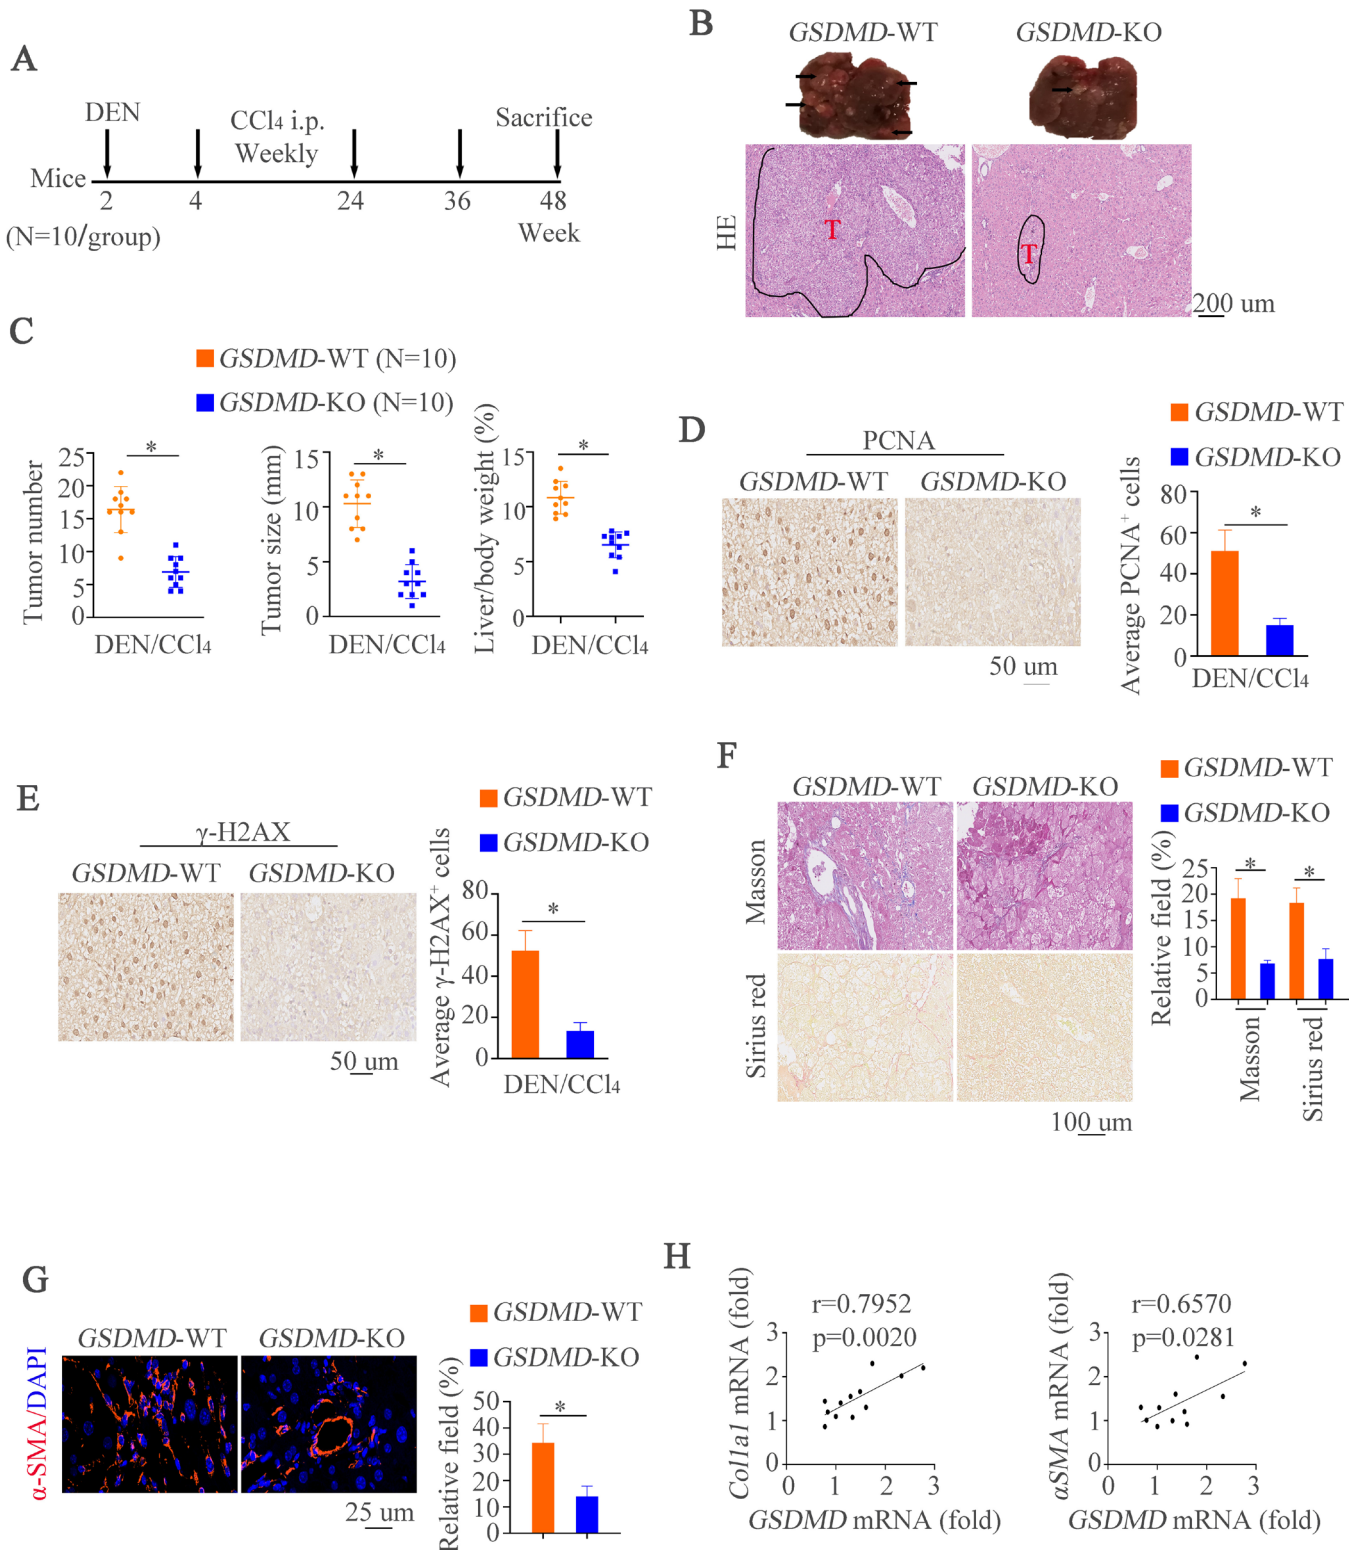 A
DEN
CCl4 i.p.
Weekly
Sacrifice
Mice
2
4
24
36
48
(N=10/group)
Week
B
GSDMD-WT
GSDMD-KO
HE
T
T
200 um
C
GSDMD-WT (N=10)
GSDMD-KO (N=10)
Tumor number
25
20
15
10
5
0
*
DEN/CCl4
Tumor size (mm)
15
10
5
0
*
DEN/CCl4
Liver/body weight (%)
15
10
5
0
*
DEN/CCl4
D
PCNA
GSDMD-WT
GSDMD-KO
50 um
GSDMD-WT
GSDMD-KO
Average PCNA+ cells
80
60
40
20
0
*
DEN/CCl4
E
γ-H2AX
GSDMD-WT
GSDMD-KO
50 um
GSDMD-WT
GSDMD-KO
Average γ-H2AX+ cells
80
60
40
20
0
*
DEN/CCl4
F
GSDMD-WT
GSDMD-KO
Masson
Sirius red
100 um
GSDMD-WT
GSDMD-KO
Relative field (%)
25
20
15
10
5
0
*
*
Masson
Sirius red
G
GSDMD-WT
GSDMD-KO
α-SMA/DAPI
25 um
GSDMD-WT
GSDMD-KO
Relative field (%)
50
40
30
20
10
0
*
H
Col1a1 mRNA (fold)
r=0.7952
p=0.0020
3
2
1
0
0
1
2
3
GSDMD mRNA (fold)
αSMA mRNA (fold)
r=0.6570
p=0.0281
3
2
1
0
0
1
2
3
GSDMD mRNA (fold)